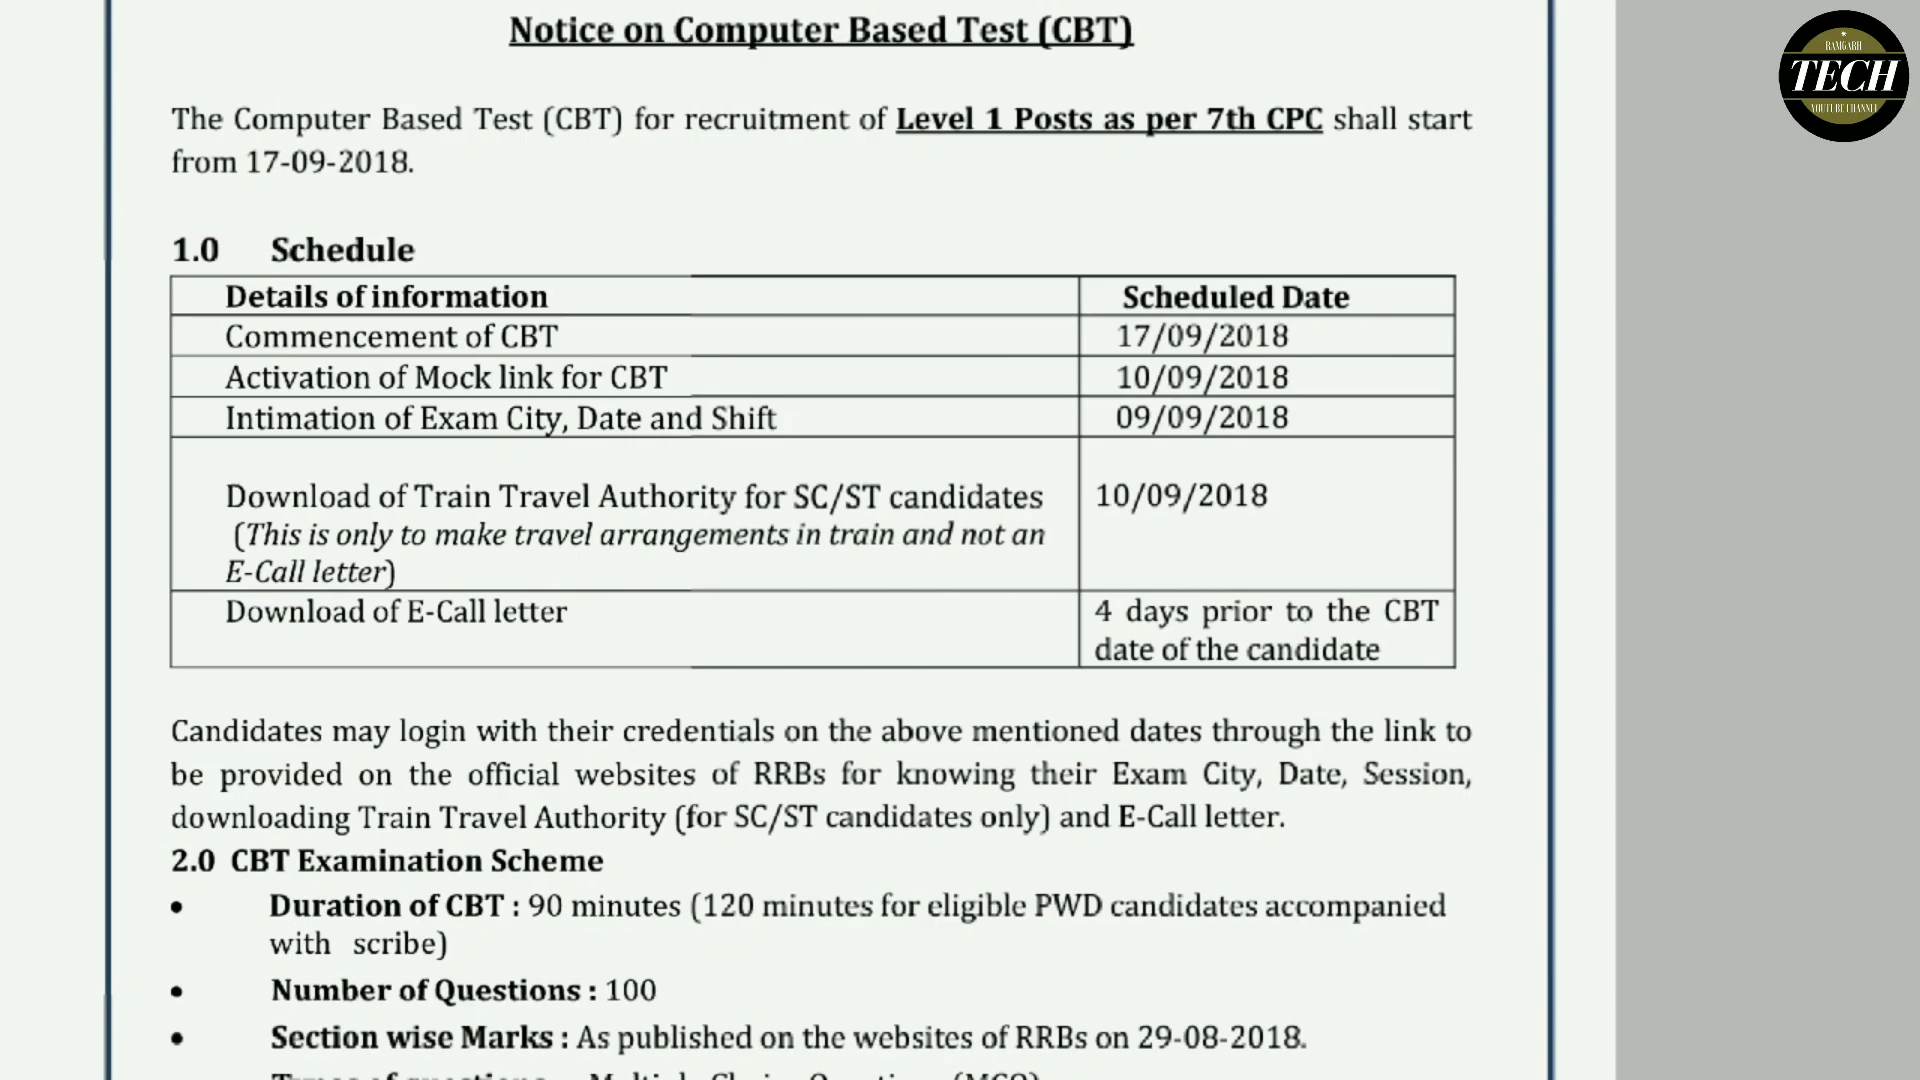 Notice on Computer Based Test (CBT)
RAMGARH
TECH
YOUTUBE CHANNEL
The Computer Based Test (CBT) for recruitment of Level 1 Posts as per 7th CPC shall start
from 17-09-2018.
1.0 Schedule
Details of information Scheduled Date
Commencement of CBT 17/09/2018
Activation of Mock link for CBT 10/09/2018
Intimation of Exam City, Date and Shift 09/09/2018
Download of Train Travel Authority for SC/ST candidates 10/09/2018
(This is only to make travel arrangements in train and not an
E-Call letter)
Download of E-Call letter 4 days prior to the CBT
date of the candidate
Candidates may login with their credentials on the above mentioned dates through the link to
be provided on the official websites of RRBs for knowing their Exam City, Date, Session,
downloading Train Travel Authority (for SC/ST candidates only) and E-Call letter.
2.0 CBT Examination Scheme
• Duration of CBT : 90 minutes (120 minutes for eligible PWD candidates accompanied
with scribe)
• Number of Questions : 100
• Section wise Marks : As published on the websites of RRBs on 29-08-2018.